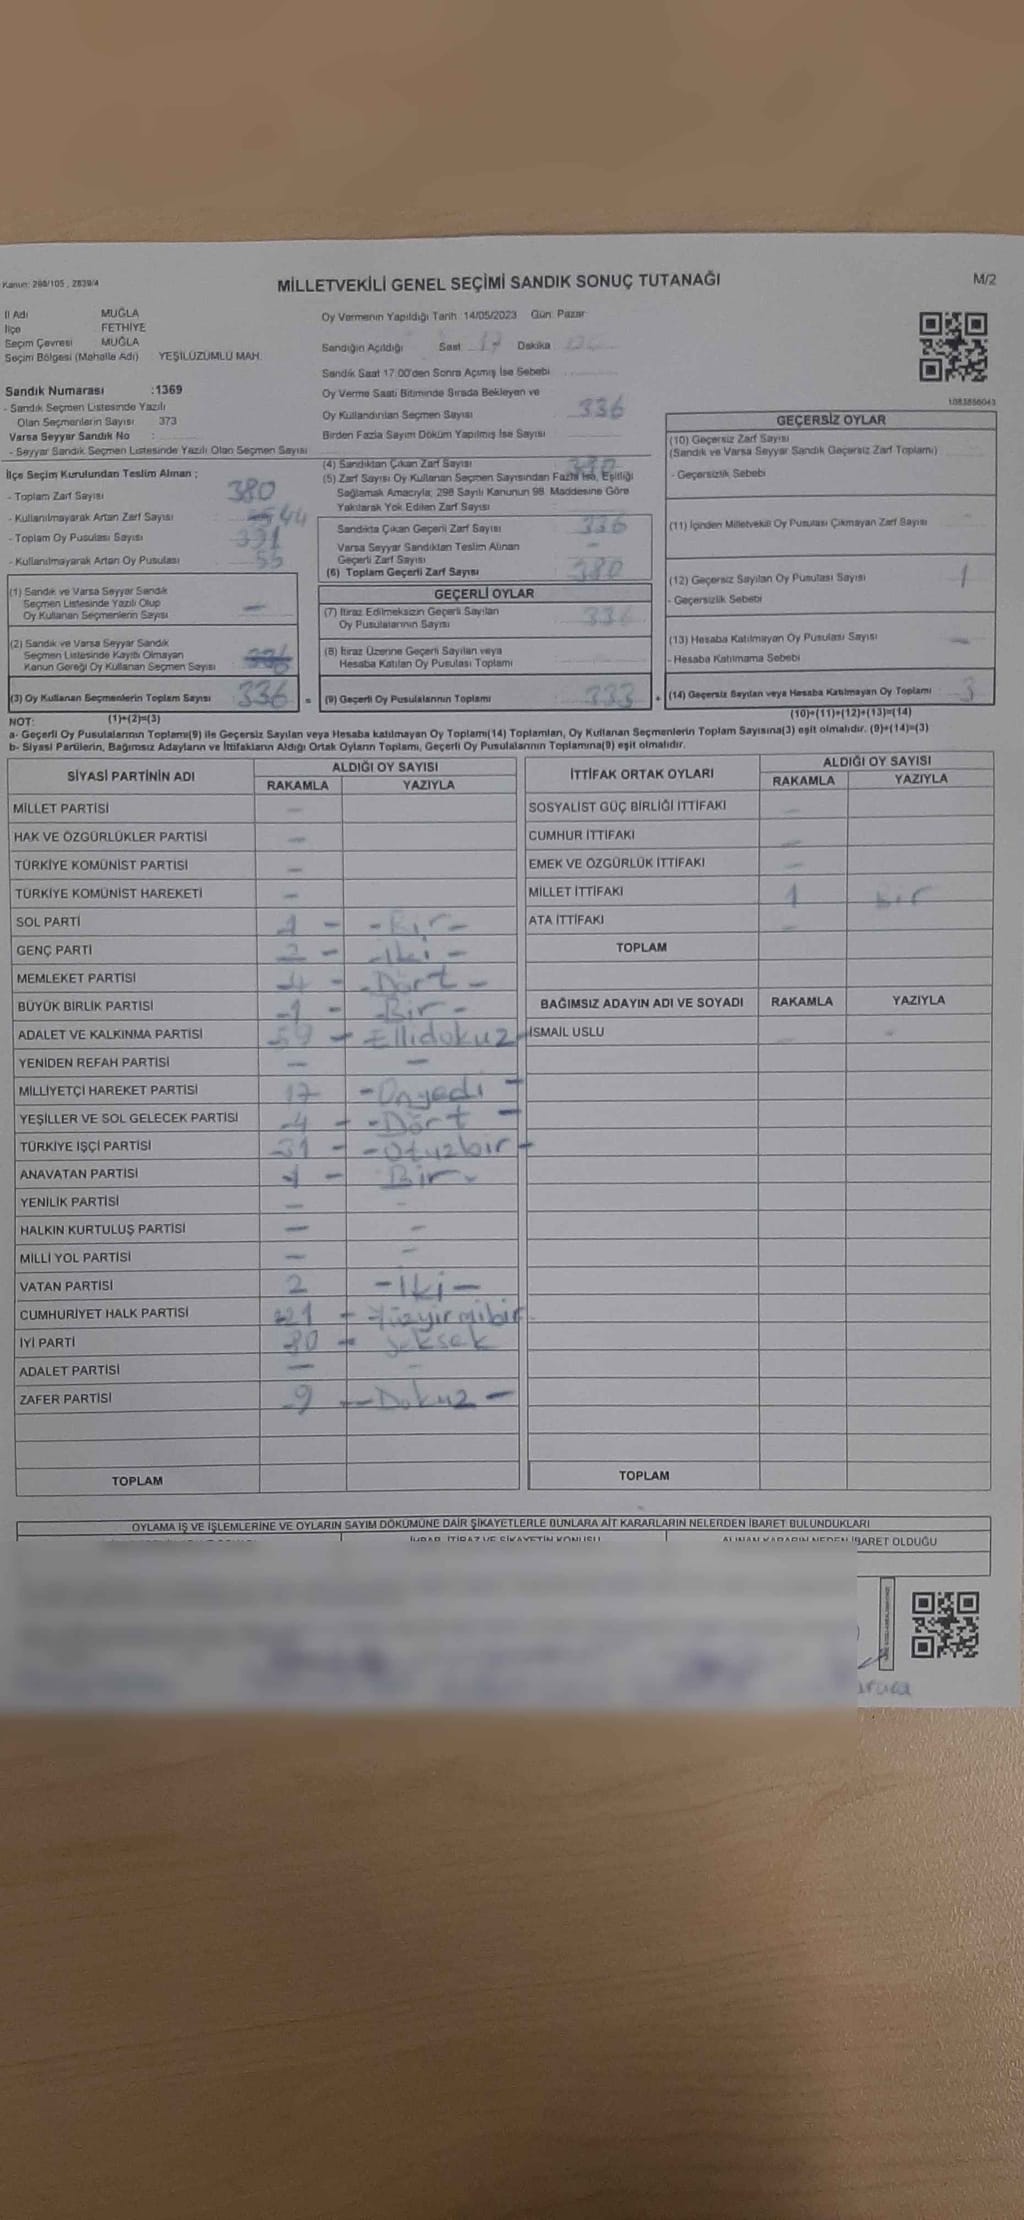 Kanun: 298/105 , 2839/4
MİLLETVEKİLİ GENEL SEÇİMİ SANDIK SONUÇ TUTANAĞI
M/2
İl Adı MUĞLA
İlçe FETHİYE
Seçim Çevresi MUĞLA
Seçim Bölgesi (Mahalle Adı) YEŞİLÜZÜMLÜ MAH.
Sandık Numarası :1369
- Sandık Seçmen Listesinde Yazılı
Olan Seçmenlerin Sayısı 373
Varsa Seyyar Sandık No :
- Seyyar Sandık Seçmen Listesinde Yazılı Olan Seçmen Sayısı
İlçe Seçim Kurulundan Teslim Alınan ;
- Toplam Zarf Sayısı 380
- Kullanılmayarak Artan Zarf Sayısı 44
- Toplam Oy Pusulası Sayısı 391
- Kullanılmayarak Artan Oy Pusulası 55
(1) Sandık ve Varsa Seyyar Sandık
Seçmen Listesinde Yazılı Olup
Oy Kullanan Seçmenlerin Sayısı —
(2) Sandık ve Varsa Seyyar Sandık
Seçmen Listesinde Kayıtlı Olmayan
Kanun Gereği Oy Kullanan Seçmen Sayısı
(3) Oy Kullanan Seçmenlerin Toplam Sayısı 336 =
Oy Vermenin Yapıldığı Tarih :14/05/2023 Gün: Pazar
Sandığın Açıldığı Saat 17 Dakika
Sandık Saat 17.00'den Sonra Açımış İse Sebebi
Oy Verme Saati Bitiminde Sırada Bekleyen ve
Oy Kullandırılan Seçmen Sayısı 336
Birden Fazla Sayım Döküm Yapılmış İse Sayısı
(4) Sandıktan Çıkan Zarf Sayısı 380
(5) Zarf Sayısı Oy Kullanan Seçmen Sayısından Fazla İse, Eşitliği
Sağlamak Amacıyla; 298 Sayılı Kanunun 98. Maddesine Göre
Yakılarak Yok Edilen Zarf Sayısı
Sandıkta Çıkan Geçerli Zarf Sayısı 336
Varsa Seyyar Sandıktan Teslim Alınan
Geçerli Zarf Sayısı —
(6) Toplam Geçerli Zarf Sayısı 380
GEÇERLİ OYLAR
(7) İtiraz Edilmeksizin Geçerli Sayılan
Oy Pusulalarının Sayısı 336
(8) İtiraz Üzerine Geçerli Sayılan veya
Hesaba Katılan Oy Pusulası Toplamı
(9) Geçerli Oy Pusulalarının Toplamı 333 +
1083856043
GEÇERSİZ OYLAR
(10) Geçersiz Zarf Sayısı
(Sandık ve Varsa Seyyar Sandık Geçersiz Zarf Toplamı)
- Geçersizlik Sebebi
(11) İçinden Milletvekili Oy Pusulası Çıkmayan Zarf Sayısı
(12) Geçersiz Sayılan Oy Pusulası Sayısı 1
- Geçersizlik Sebebi
(13) Hesaba Katılmayan Oy Pusulası Sayısı —
- Hesaba Katılmama Sebebi
(14) Geçersiz Sayılan veya Hesaba Katılmayan Oy Toplamı 3
NOT: (1)+(2)=(3) (10)+(11)+(12)+(13)=(14)
a- Geçerli Oy Pusulalarının Toplamı(9) ile Geçersiz Sayılan veya Hesaba katılmayan Oy Toplamı(14) Toplamları, Oy Kullanan Seçmenlerin Toplam Sayısına(3) eşit olmalıdır. (9)+(14)=(3)
b- Siyasi Partilerin, Bağımsız Adayların ve İttifakların Aldığı Ortak Oyların Toplamı, Geçerli Oy Pusulalarının Toplamına(9) eşit olmalıdır.
SİYASİ PARTİNİN ADI ALDIĞI OY SAYISI
RAKAMLA YAZIYLA
MİLLET PARTİSİ —
HAK VE ÖZGÜRLÜKLER PARTİSİ —
TÜRKİYE KOMÜNİST PARTİSİ —
TÜRKİYE KOMÜNİST HAREKETİ —
SOL PARTİ 1 - - Bir -
GENÇ PARTİ 2 - - İki -
MEMLEKET PARTİSİ 4 - - Dört -
BÜYÜK BİRLİK PARTİSİ 1 - - Bir -
ADALET VE KALKINMA PARTİSİ 59 - Ellidokuz -
YENİDEN REFAH PARTİSİ — —
MİLLİYETÇİ HAREKET PARTİSİ 17 - Onyedi -
YEŞİLLER VE SOL GELECEK PARTİSİ 4 - - Dört -
TÜRKİYE İŞÇİ PARTİSİ 31 - - Otuzbir -
ANAVATAN PARTİSİ 1 - Bir -
YENİLİK PARTİSİ — -
HALKIN KURTULUŞ PARTİSİ — -
MİLLİ YOL PARTİSİ — -
VATAN PARTİSİ 2 - İki -
CUMHURİYET HALK PARTİSİ 121 - Yüzyirmibir -
İYİ PARTİ 80 - Seksek
ADALET PARTİSİ — -
ZAFER PARTİSİ 9 - Dokuz -
TOPLAM
İTTİFAK ORTAK OYLARI ALDIĞI OY SAYISI
RAKAMLA YAZIYLA
SOSYALİST GÜÇ BİRLİĞİ İTTİFAKI —
CUMHUR İTTİFAKI —
EMEK VE ÖZGÜRLÜK İTTİFAKI —
MİLLET İTTİFAKI 1 Bir
ATA İTTİFAKI —
TOPLAM
BAĞIMSIZ ADAYIN ADI VE SOYADI RAKAMLA YAZIYLA
İSMAİL USLU — -
TOPLAM
OYLAMA İŞ VE İŞLEMLERİNE VE OYLARIN SAYIM DÖKÜMÜNE DAİR ŞİKAYETLERLE BUNLARA AİT KARARLARIN NELERDEN İBARET BULUNDUKLARI
İHBAR, İTİRAZ VE ŞİKAYETİN KONUSU ALINAN KARARIN NEDEN İBARET OLDUĞU